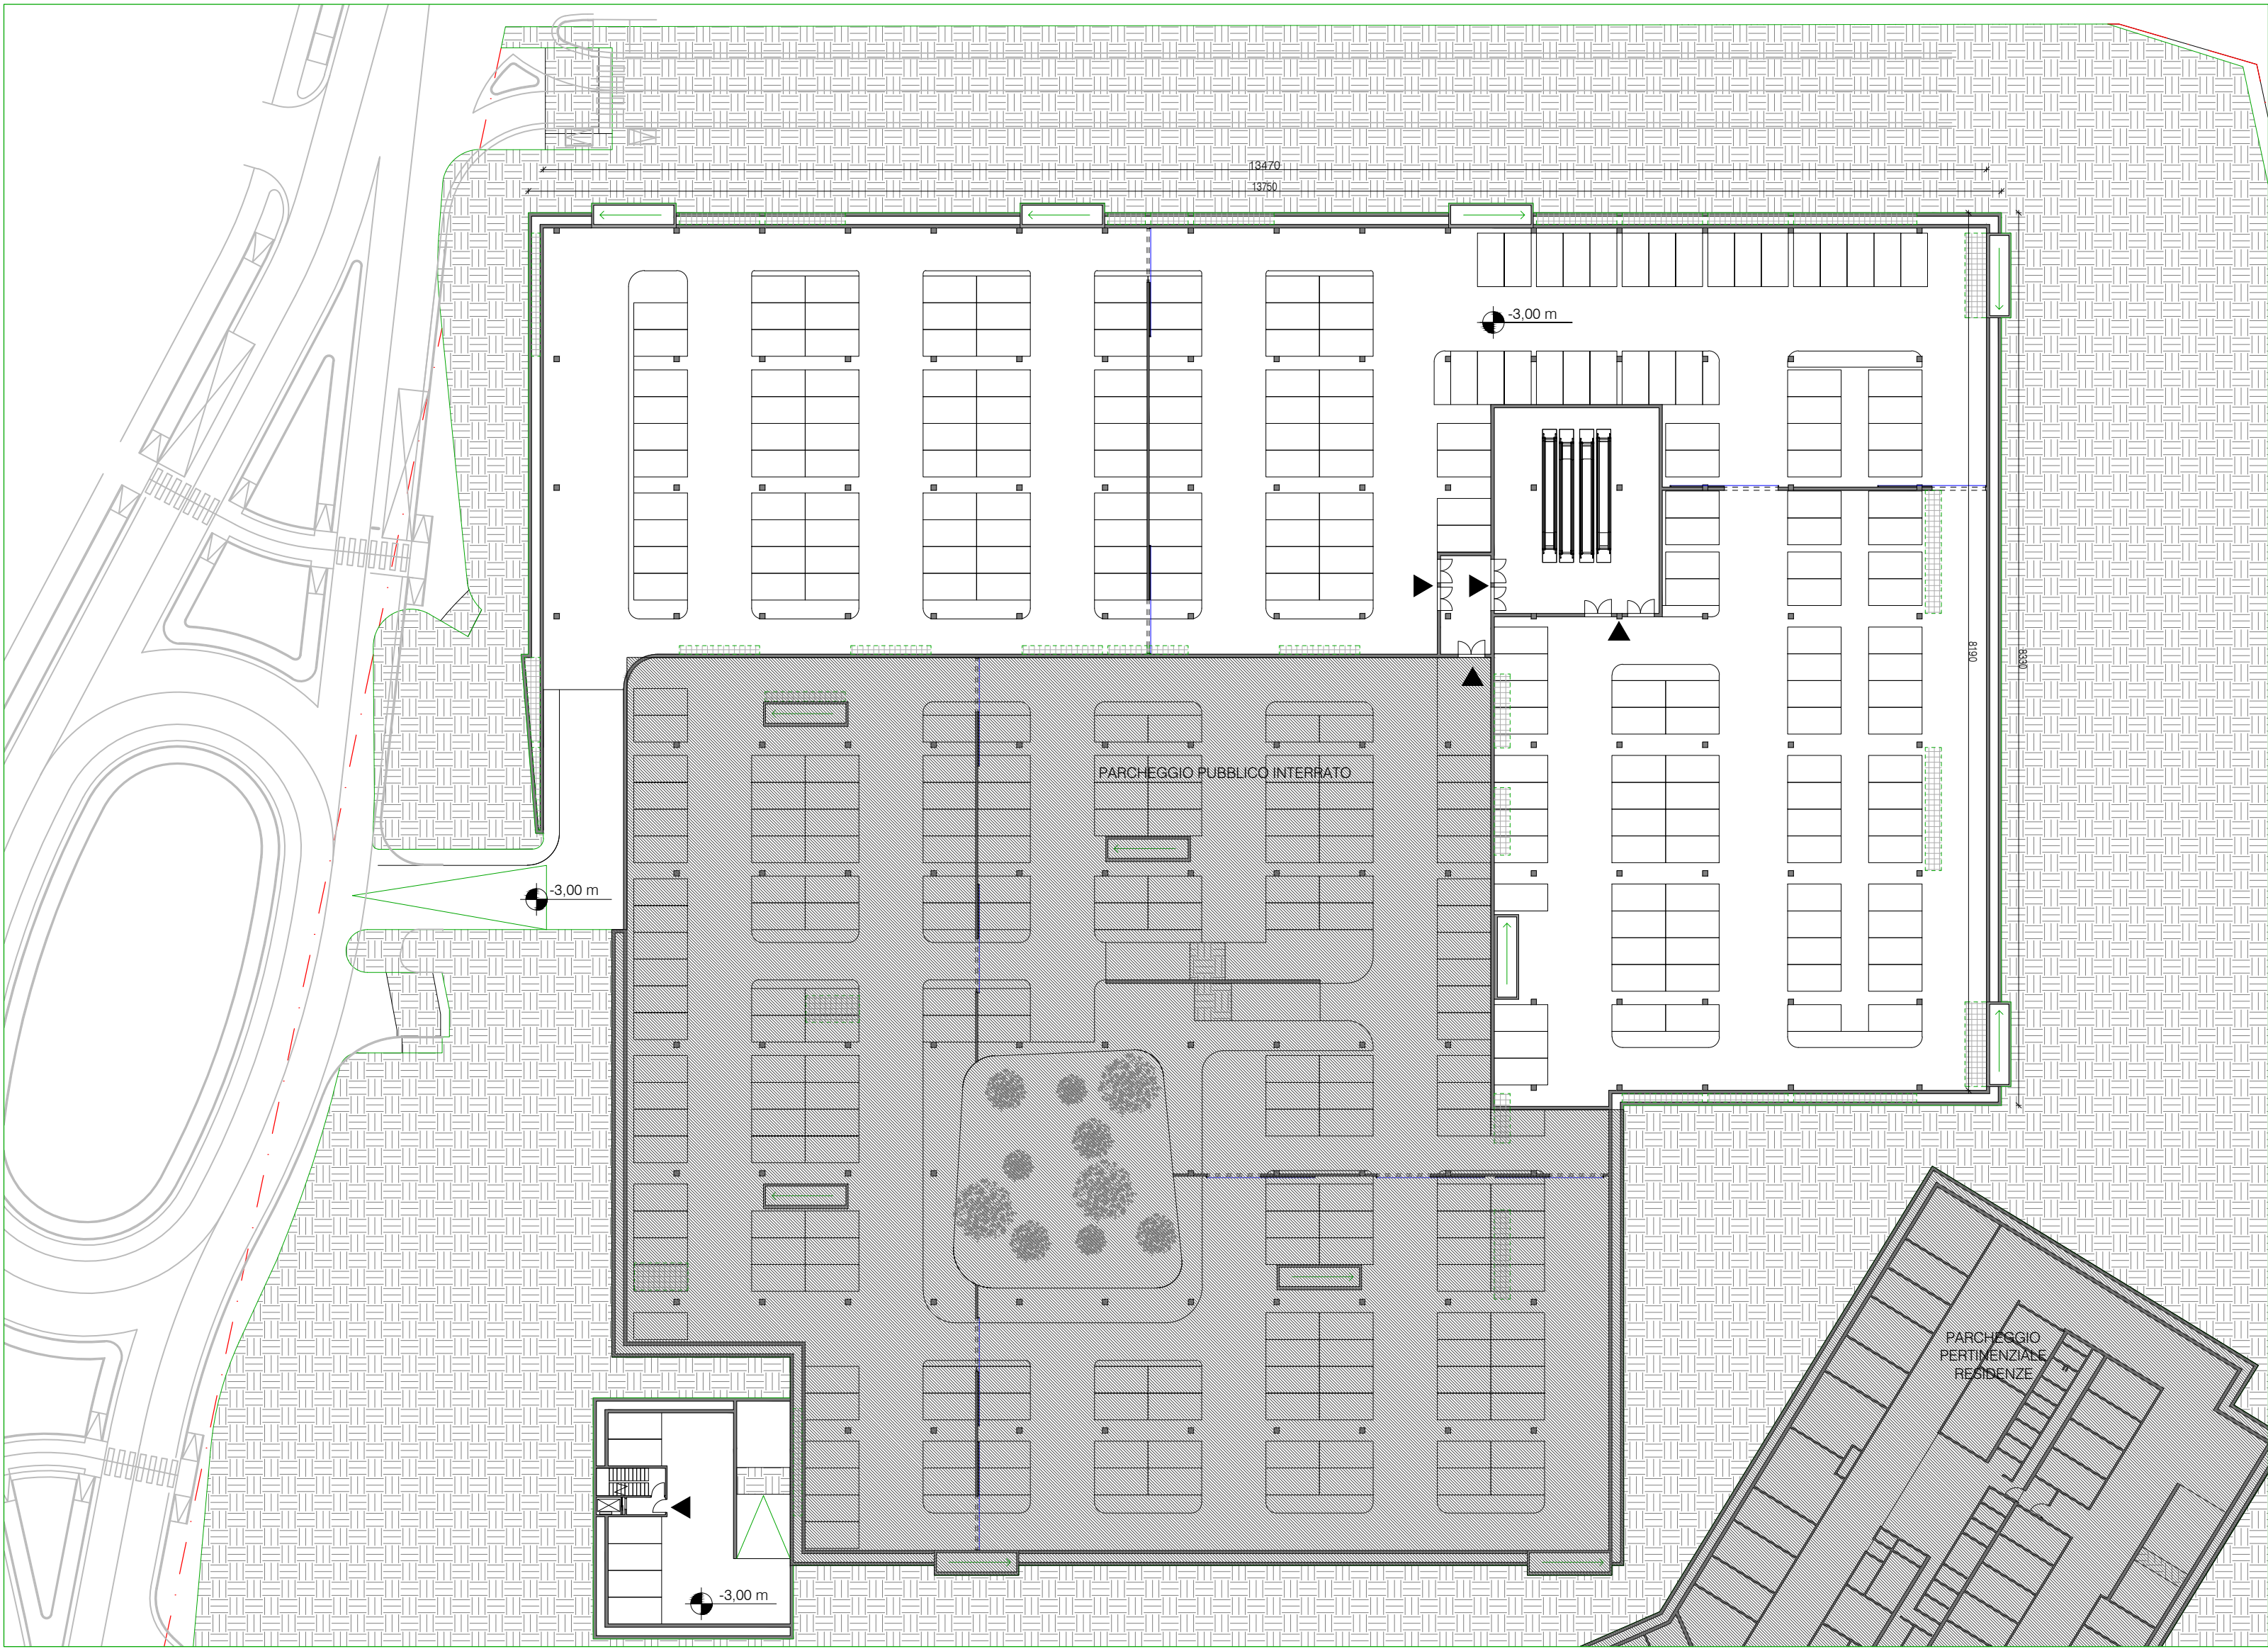 13470
13750
-3,00 m
8190
8330
PARCHEGGIO PUBBLICO INTERRATO
-3,00 m
PARCHEGGIO
PERTINENZIALE
RESIDENZE
-3,00 m